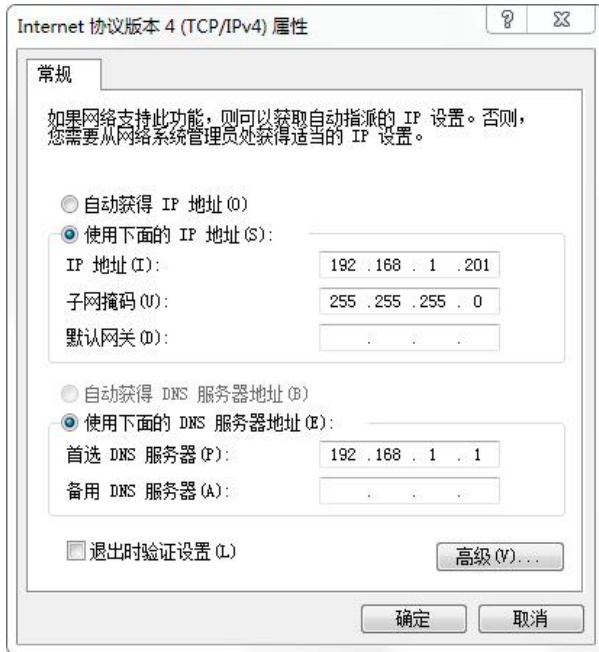 Internet 协议版本 4 (TCP/IPv4) 属性
常规
如果网络支持此功能，则可以获取自动指派的 IP 设置。否则，
您需要从网络系统管理员处获得适当的 IP 设置。
自动获得 IP 地址(O)
使用下面的 IP 地址(S):
IP 地址(I): 192 .168 . 1 .201
子网掩码(U): 255 .255 .255 . 0
默认网关(D): . . .
自动获得 DNS 服务器地址(B)
使用下面的 DNS 服务器地址(E):
首选 DNS 服务器(P): 192 .168 . 1 . 1
备用 DNS 服务器(A): . . .
退出时验证设置(L)
高级(V)...
确定 取消